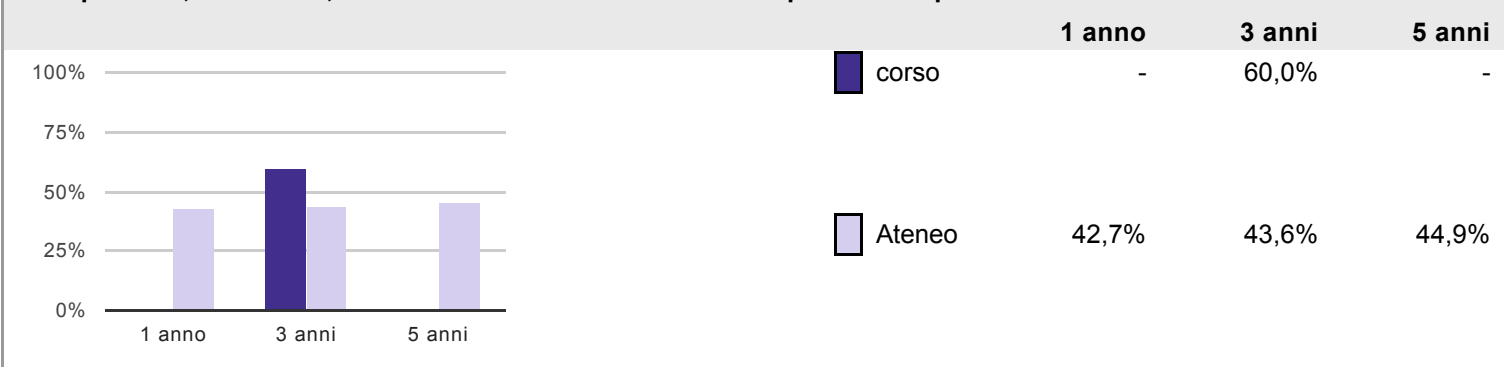 1 anno 3 anni 5 anni
100%
75%
50%
25%
0%
1 anno 3 anni 5 anni
corso - 60,0% -
Ateneo 42,7% 43,6% 44,9%